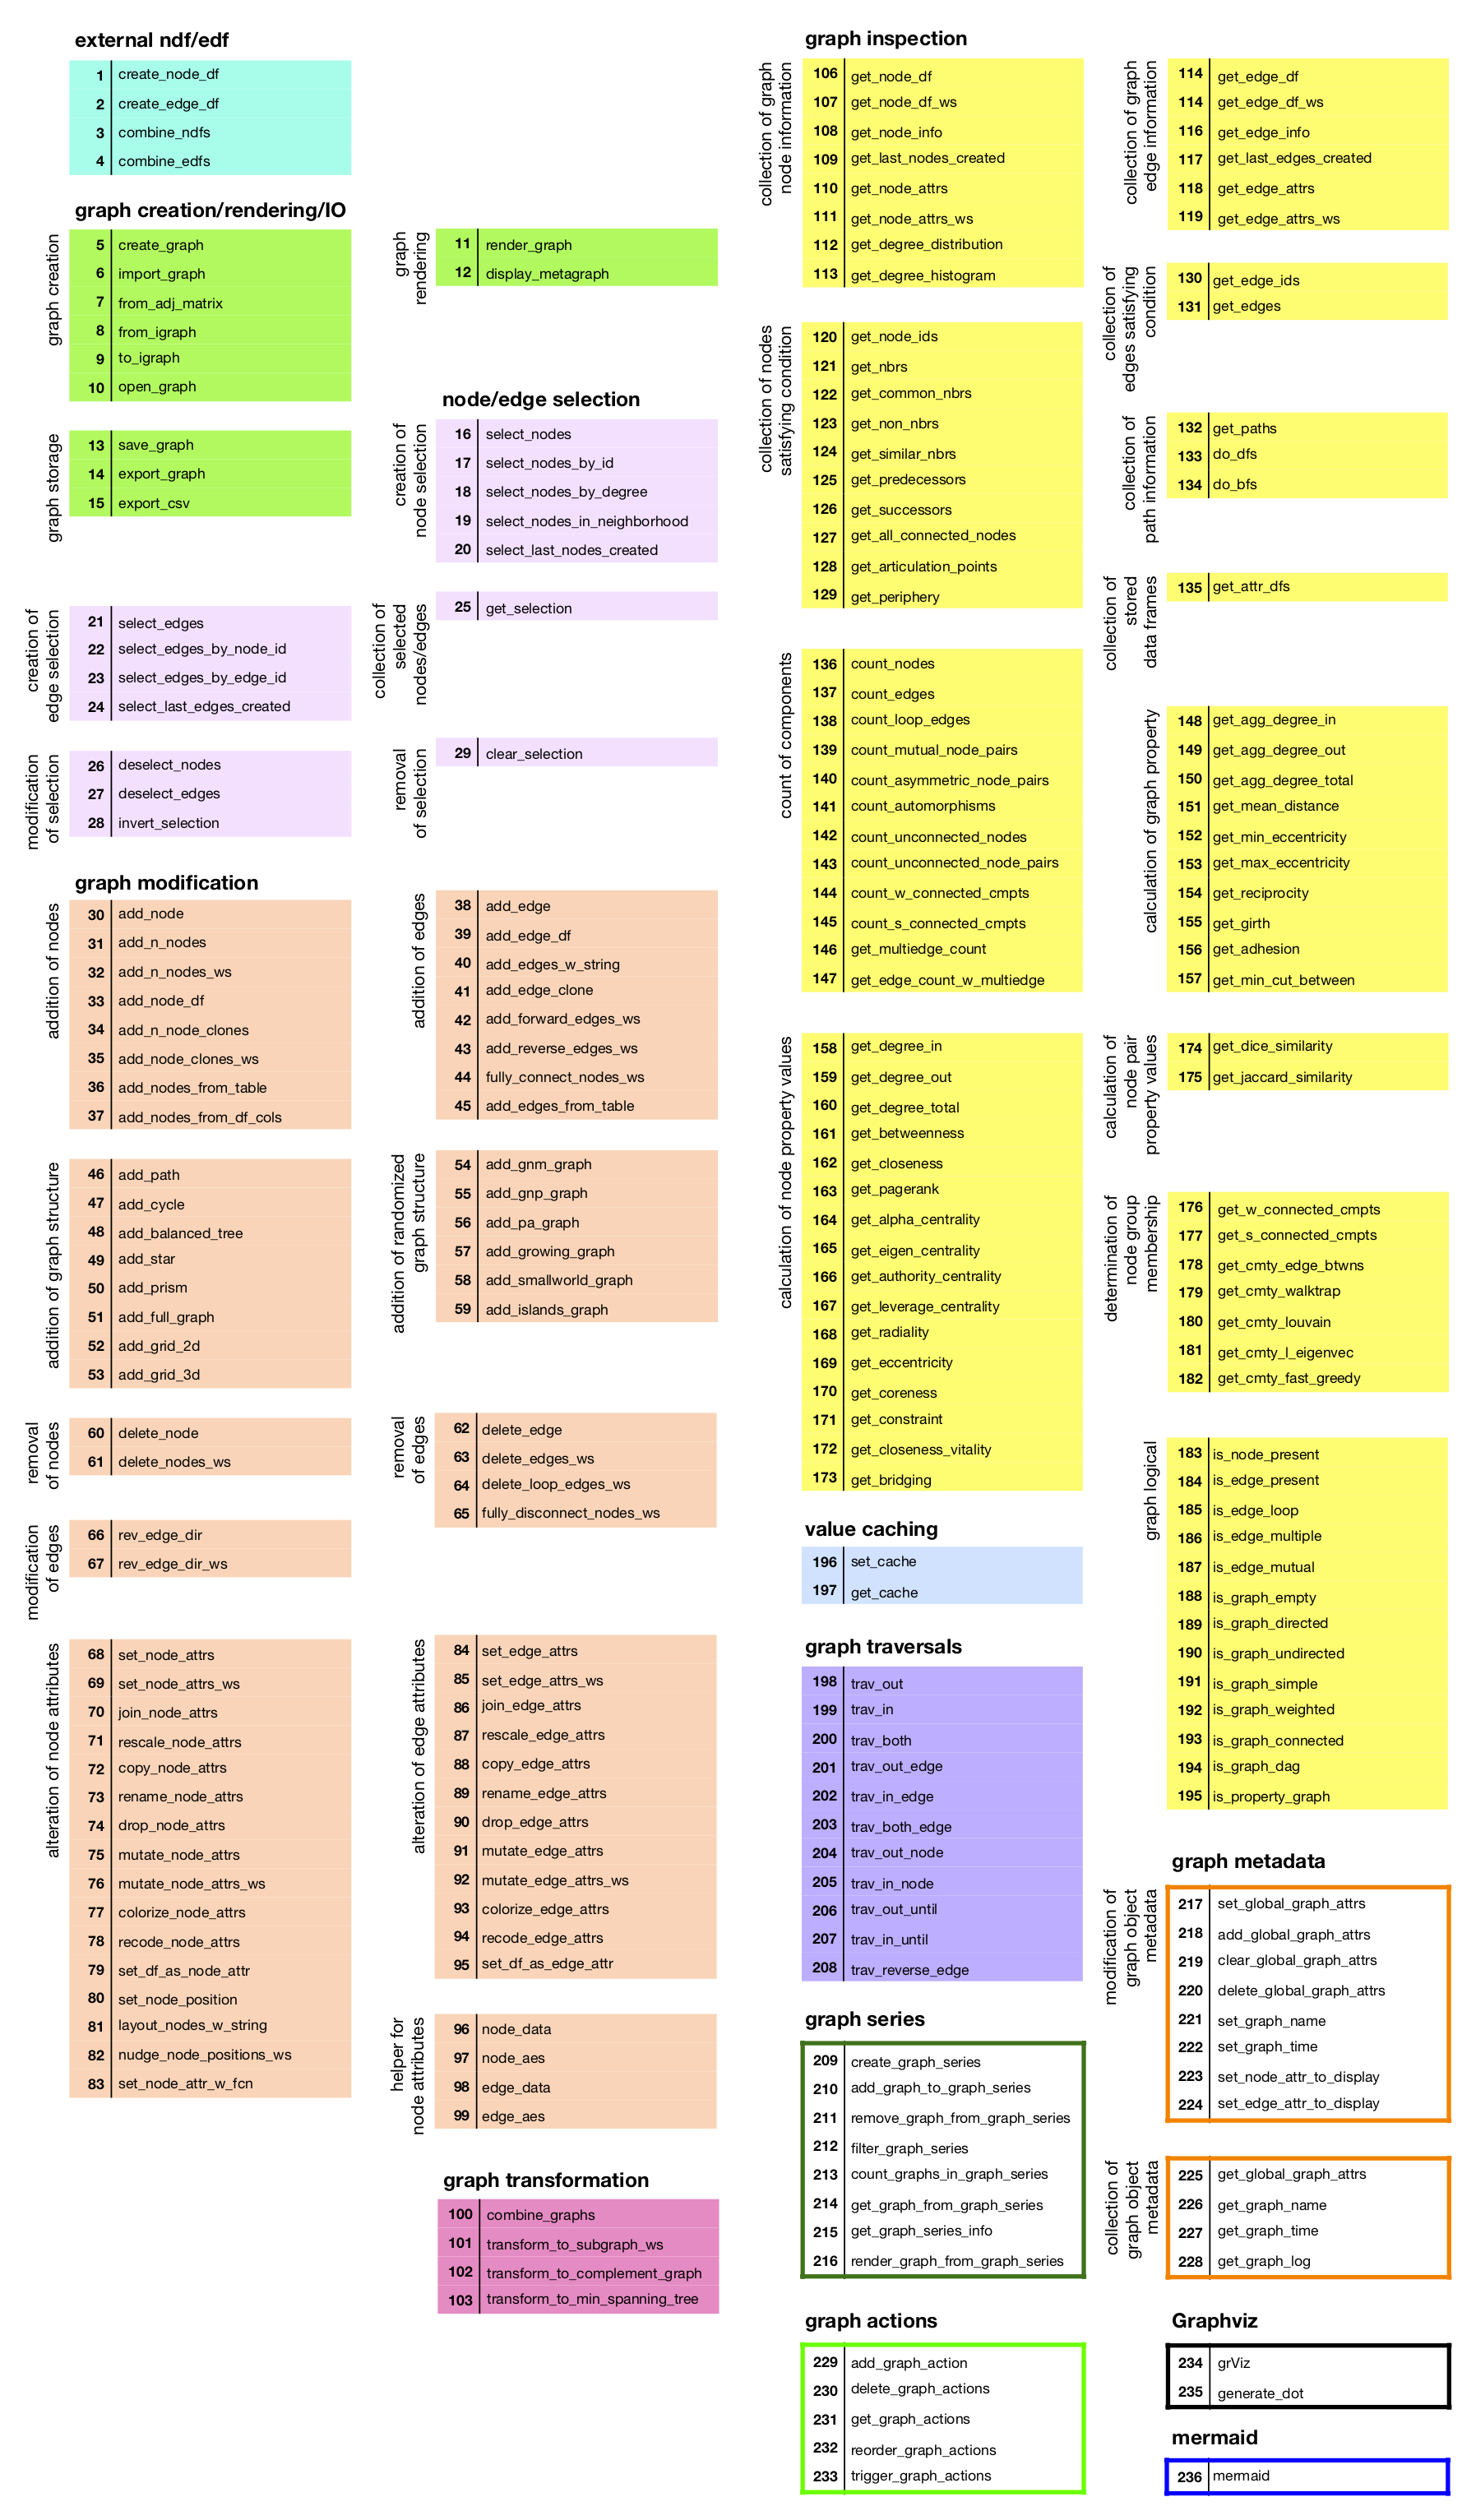 external ndf/edf
1 create_node_df
2 create_edge_df
3 combine_ndfs
4 combine_edfs
graph creation/rendering/IO
graph creation
5 create_graph
6 import_graph
7 from_adj_matrix
8 from_igraph
9 to_igraph
10 open_graph
graph
rendering
11 render_graph
12 display_metagraph
graph storage
13 save_graph
14 export_graph
15 export_csv
node/edge selection
creation of
node selection
16 select_nodes
17 select_nodes_by_id
18 select_nodes_by_degree
19 select_nodes_in_neighborhood
20 select_last_nodes_created
creation of
edge selection
21 select_edges
22 select_edges_by_node_id
23 select_edges_by_edge_id
24 select_last_edges_created
collection of
selected
nodes/edges
25 get_selection
modification
of selection
26 deselect_nodes
27 deselect_edges
28 invert_selection
removal
of selection
29 clear_selection
graph modification
addition of nodes
30 add_node
31 add_n_nodes
32 add_n_nodes_ws
33 add_node_df
34 add_n_node_clones
35 add_node_clones_ws
36 add_nodes_from_table
37 add_nodes_from_df_cols
addition of edges
38 add_edge
39 add_edge_df
40 add_edges_w_string
41 add_edge_clone
42 add_forward_edges_ws
43 add_reverse_edges_ws
44 fully_connect_nodes_ws
45 add_edges_from_table
addition of graph structure
46 add_path
47 add_cycle
48 add_balanced_tree
49 add_star
50 add_prism
51 add_full_graph
52 add_grid_2d
53 add_grid_3d
addition of randomized
graph structure
54 add_gnm_graph
55 add_gnp_graph
56 add_pa_graph
57 add_growing_graph
58 add_smallworld_graph
59 add_islands_graph
removal
of nodes
60 delete_node
61 delete_nodes_ws
removal
of edges
62 delete_edge
63 delete_edges_ws
64 delete_loop_edges_ws
65 fully_disconnect_nodes_ws
modification
of edges
66 rev_edge_dir
67 rev_edge_dir_ws
alteration of node attributes
68 set_node_attrs
69 set_node_attrs_ws
70 join_node_attrs
71 rescale_node_attrs
72 copy_node_attrs
73 rename_node_attrs
74 drop_node_attrs
75 mutate_node_attrs
76 mutate_node_attrs_ws
77 colorize_node_attrs
78 recode_node_attrs
79 set_df_as_node_attr
80 set_node_position
81 layout_nodes_w_string
82 nudge_node_positions_ws
83 set_node_attr_w_fcn
alteration of edge attributes
84 set_edge_attrs
85 set_edge_attrs_ws
86 join_edge_attrs
87 rescale_edge_attrs
88 copy_edge_attrs
89 rename_edge_attrs
90 drop_edge_attrs
91 mutate_edge_attrs
92 mutate_edge_attrs_ws
93 colorize_edge_attrs
94 recode_edge_attrs
95 set_df_as_edge_attr
helper for
node attributes
96 node_data
97 node_aes
98 edge_data
99 edge_aes
graph transformation
100 combine_graphs
101 transform_to_subgraph_ws
102 transform_to_complement_graph
103 transform_to_min_spanning_tree
graph inspection
collection of graph
node information
106 get_node_df
107 get_node_df_ws
108 get_node_info
109 get_last_nodes_created
110 get_node_attrs
111 get_node_attrs_ws
112 get_degree_distribution
113 get_degree_histogram
collection of graph
edge information
114 get_edge_df
114 get_edge_df_ws
116 get_edge_info
117 get_last_edges_created
118 get_edge_attrs
119 get_edge_attrs_ws
collection of nodes
satisfying condition
120 get_node_ids
121 get_nbrs
122 get_common_nbrs
123 get_non_nbrs
124 get_similar_nbrs
125 get_predecessors
126 get_successors
127 get_all_connected_nodes
128 get_articulation_points
129 get_periphery
collection of
edges satisfying
condition
130 get_edge_ids
131 get_edges
collection of
path information
132 get_paths
133 do_dfs
134 do_bfs
collection of
stored
data frames
135 get_attr_dfs
count of components
136 count_nodes
137 count_edges
138 count_loop_edges
139 count_mutual_node_pairs
140 count_asymmetric_node_pairs
141 count_automorphisms
142 count_unconnected_nodes
143 count_unconnected_node_pairs
144 count_w_connected_cmpts
145 count_s_connected_cmpts
146 get_multiedge_count
147 get_edge_count_w_multiedge
calculation of graph property
148 get_agg_degree_in
149 get_agg_degree_out
150 get_agg_degree_total
151 get_mean_distance
152 get_min_eccentricity
153 get_max_eccentricity
154 get_reciprocity
155 get_girth
156 get_adhesion
157 get_min_cut_between
calculation of node property values
158 get_degree_in
159 get_degree_out
160 get_degree_total
161 get_betweenness
162 get_closeness
163 get_pagerank
164 get_alpha_centrality
165 get_eigen_centrality
166 get_authority_centrality
167 get_leverage_centrality
168 get_radiality
169 get_eccentricity
170 get_coreness
171 get_constraint
172 get_closeness_vitality
173 get_bridging
calculation of
node pair
property values
174 get_dice_similarity
175 get_jaccard_similarity
determination of
node group
membership
176 get_w_connected_cmpts
177 get_s_connected_cmpts
178 get_cmty_edge_btwns
179 get_cmty_walktrap
180 get_cmty_louvain
181 get_cmty_l_eigenvec
182 get_cmty_fast_greedy
graph logical
183 is_node_present
184 is_edge_present
185 is_edge_loop
186 is_edge_multiple
187 is_edge_mutual
188 is_graph_empty
189 is_graph_directed
190 is_graph_undirected
191 is_graph_simple
192 is_graph_weighted
193 is_graph_connected
194 is_graph_dag
195 is_property_graph
value caching
196 set_cache
197 get_cache
graph traversals
198 trav_out
199 trav_in
200 trav_both
201 trav_out_edge
202 trav_in_edge
203 trav_both_edge
204 trav_out_node
205 trav_in_node
206 trav_out_until
207 trav_in_until
208 trav_reverse_edge
graph series
209 create_graph_series
210 add_graph_to_graph_series
211 remove_graph_from_graph_series
212 filter_graph_series
213 count_graphs_in_graph_series
214 get_graph_from_graph_series
215 get_graph_series_info
216 render_graph_from_graph_series
graph metadata
modification of
graph object
metadata
217 set_global_graph_attrs
218 add_global_graph_attrs
219 clear_global_graph_attrs
220 delete_global_graph_attrs
221 set_graph_name
222 set_graph_time
223 set_node_attr_to_display
224 set_edge_attr_to_display
collection of
graph object
metadata
225 get_global_graph_attrs
226 get_graph_name
227 get_graph_time
228 get_graph_log
graph actions
229 add_graph_action
230 delete_graph_actions
231 get_graph_actions
232 reorder_graph_actions
233 trigger_graph_actions
Graphviz
234 grViz
235 generate_dot
mermaid
236 mermaid